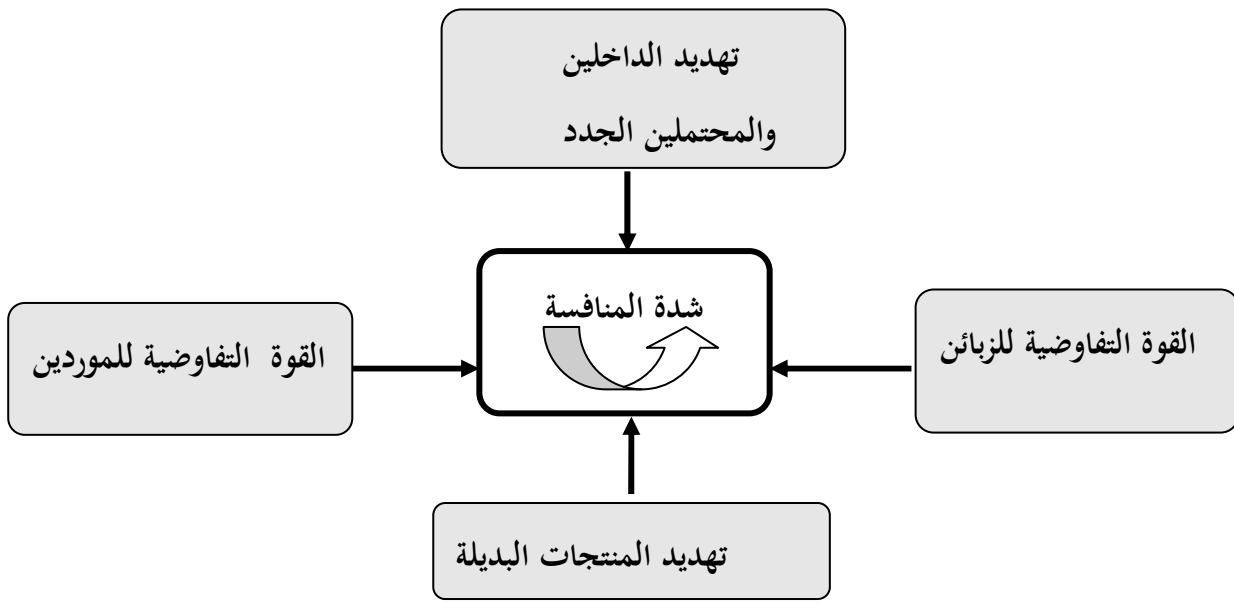 تهديد الداخلين
والمحتملين الجدد
شدة المنافسة
القوة التفاوضية للزبائن
القوة التفاوضية للموردين
تهديد المنتجات البديلة